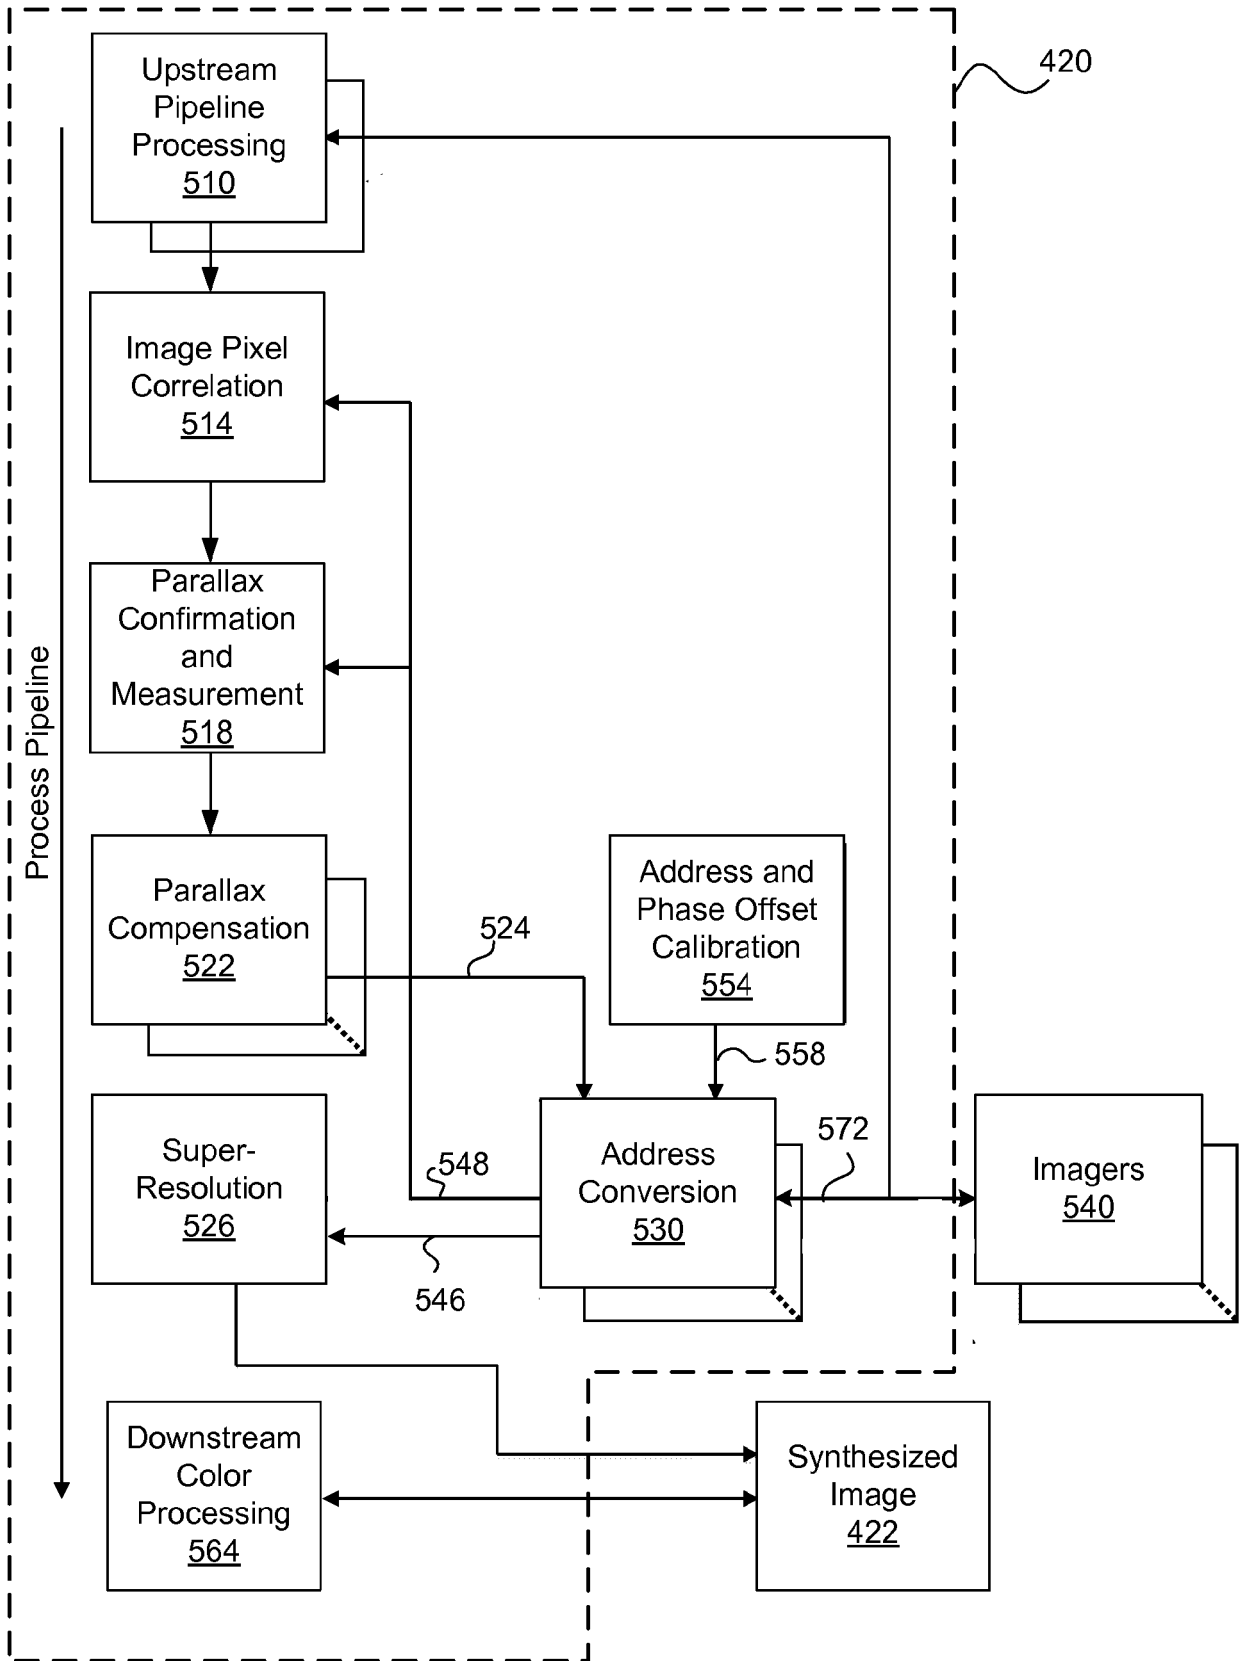 420
Upstream
Pipeline
Processing
510
Image Pixel
Correlation
514
Parallax
Confirmation
and
Measurement
518
Process Pipeline
Parallax
Compensation
522
524
Address and
Phase Offset
Calibration
554
558
Super-
Resolution
526
548
546
Address
Conversion
530
572
Imagers
540
Downstream
Color
Processing
564
Synthesized
Image
422